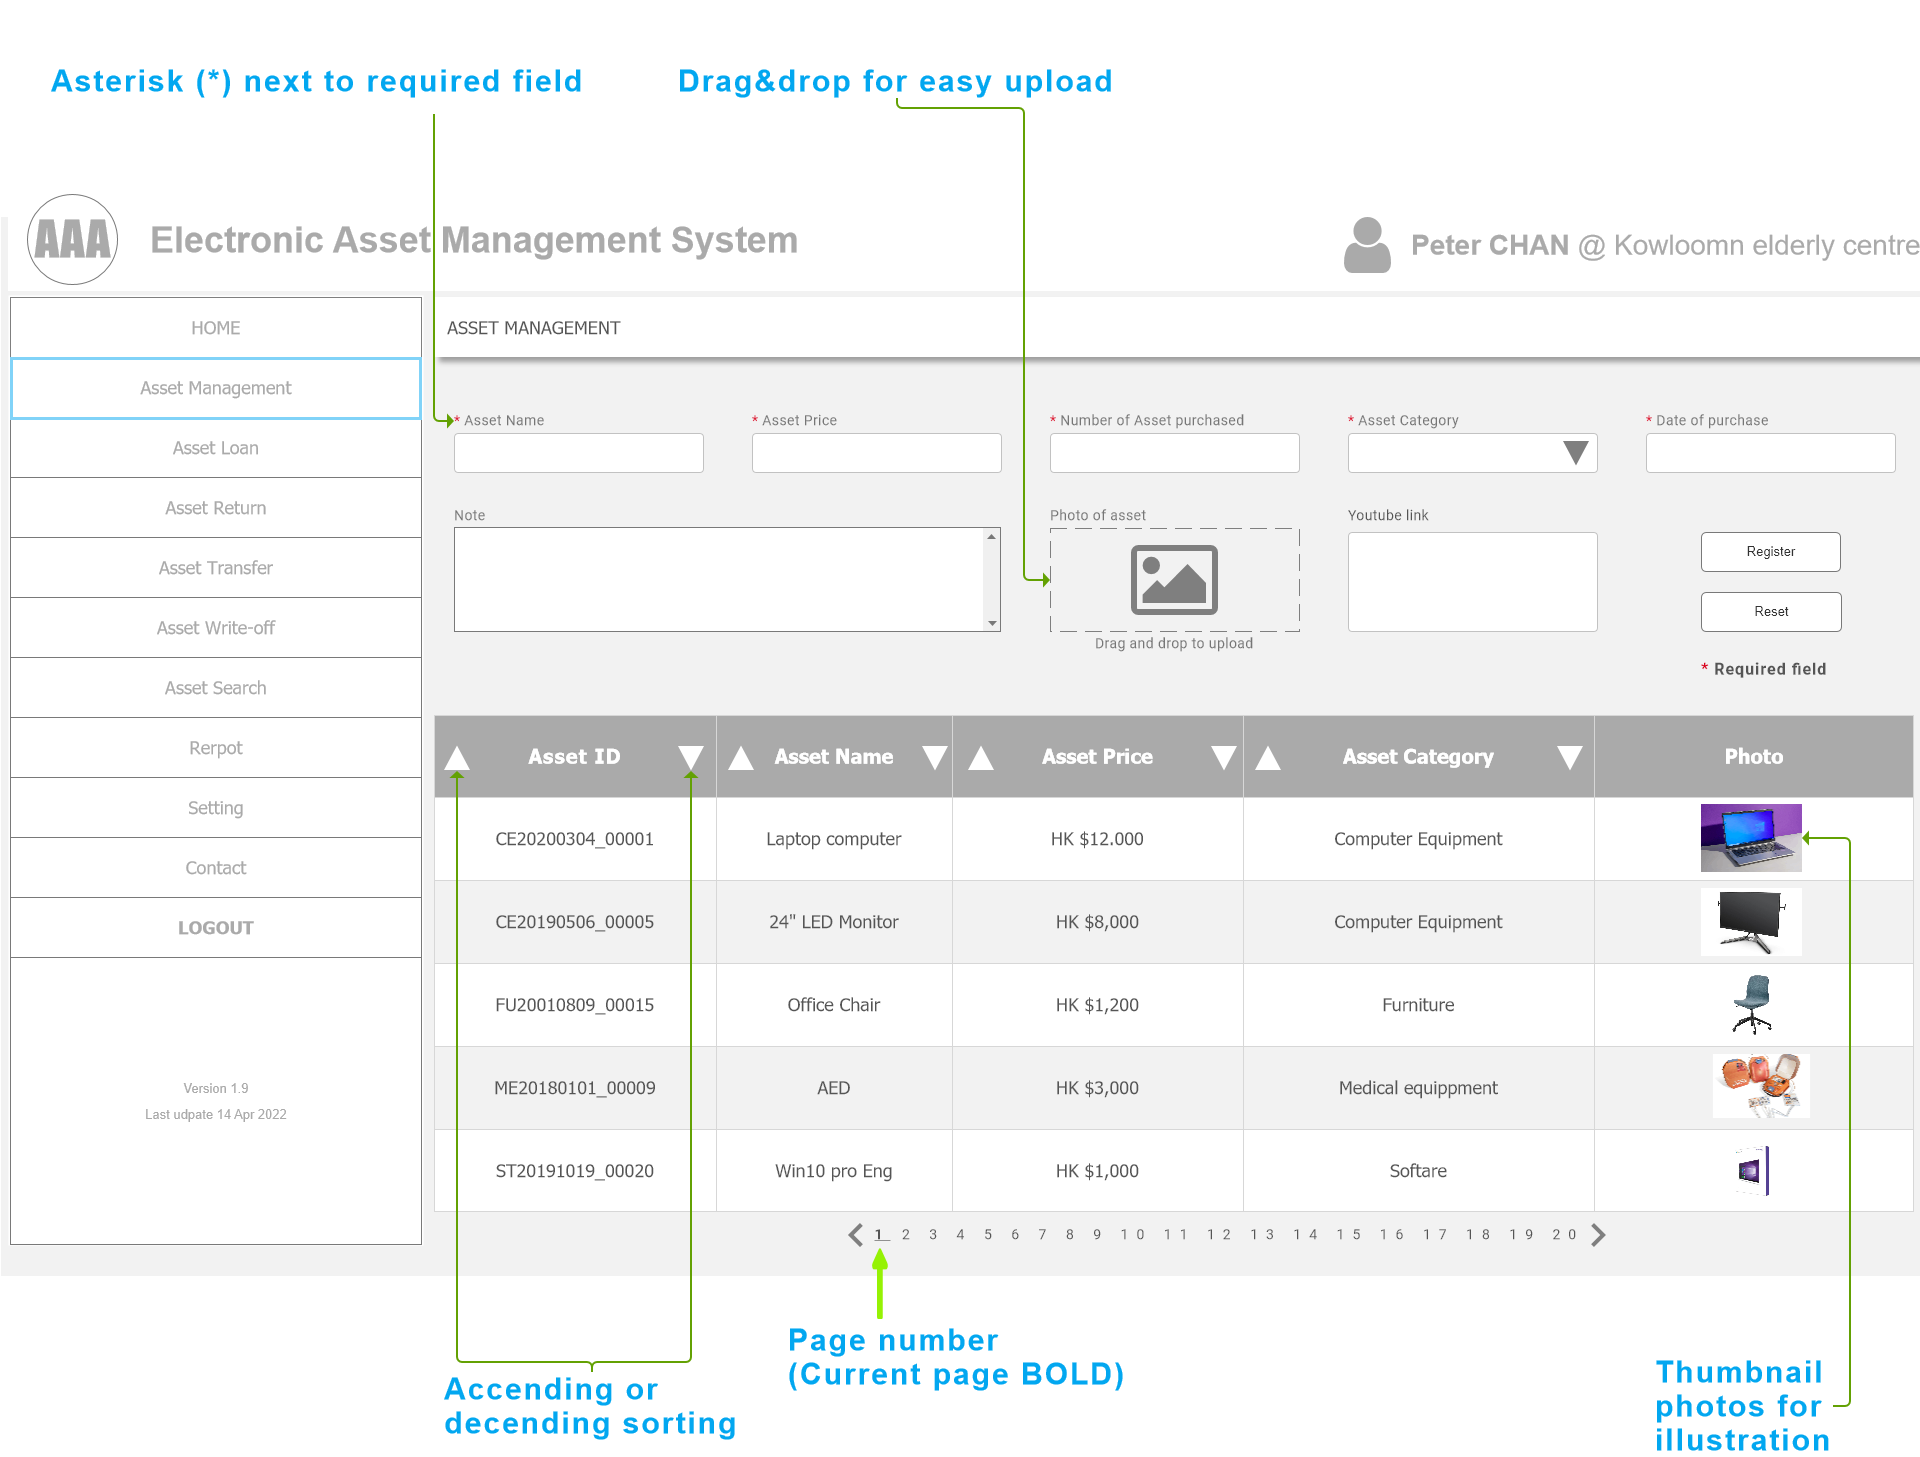 Asterisk (*) next to required field
Drag&drop for easy upload
AAA
Electronic Asset Management System
Peter CHAN @ Kowloomn elderly centre
HOME
Asset Management
Asset Loan
Asset Return
Asset Transfer
Asset Write-off
Asset Search
Rerpot
Setting
Contact
LOGOUT
Version 1.9
Last udpate 14 Apr 2022
ASSET MANAGEMENT
* Asset Name
* Asset Price
* Number of Asset purchased
* Asset Category
* Date of purchase
Note
Photo of asset
Drag and drop to upload
Youtube link
Register
Reset
* Required field
Asset ID Asset Name Asset Price Asset Category Photo
CE20200304_00001 Laptop computer HK $12.000 Computer Equipment
CE20190506_00005 24" LED Monitor HK $8,000 Computer Equipment
FU20010809_00015 Office Chair HK $1,200 Furniture
ME20180101_00009 AED HK $3,000 Medical equippment
ST20191019_00020 Win10 pro Eng HK $1,000 Softare
1 2 3 4 5 6 7 8 9 10 11 12 13 14 15 16 17 18 19 20
Page number
(Current page BOLD)
Accending or
decending sorting
Thumbnail
photos for
illustration